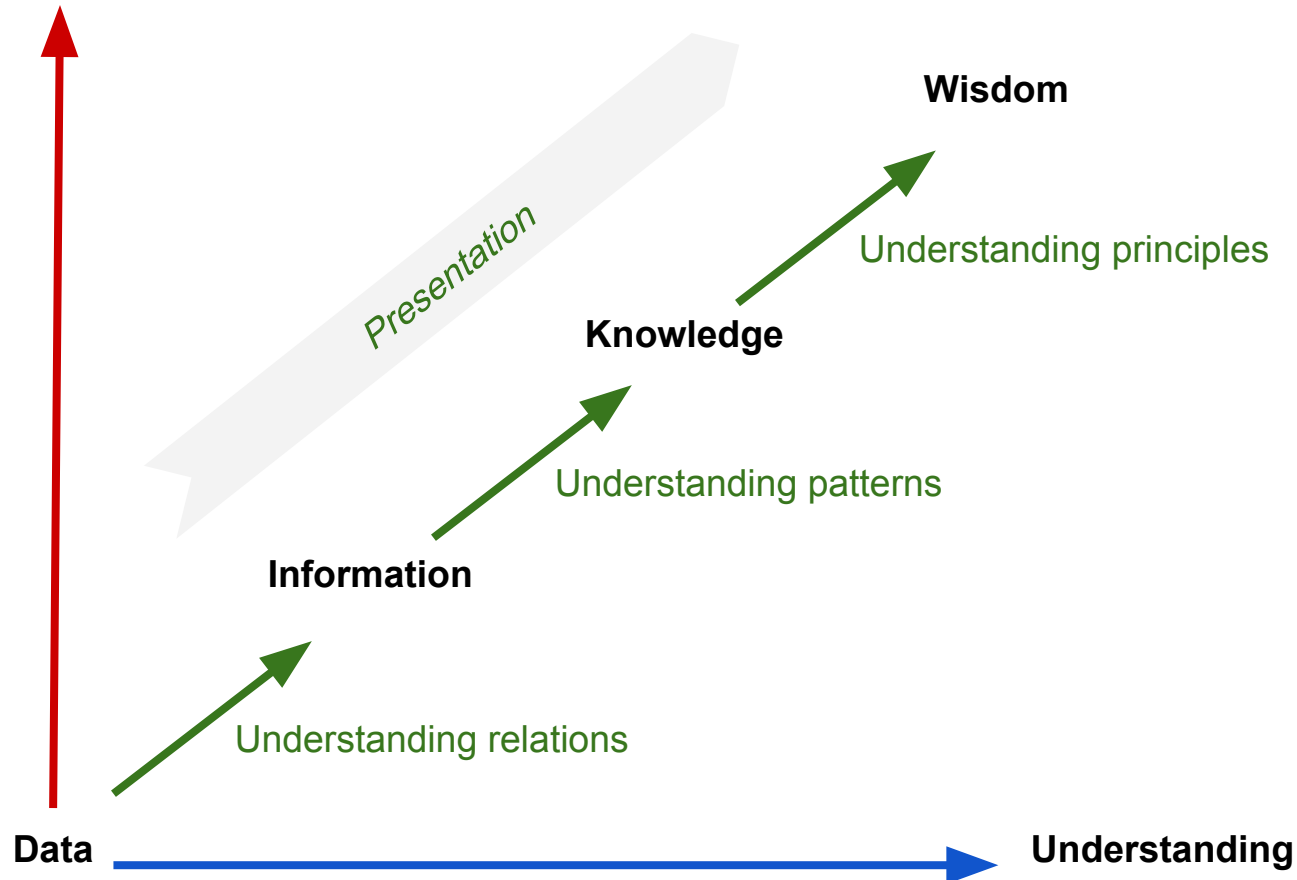 Wisdom
Presentation
Understanding principles
Knowledge
Understanding patterns
Information
Understanding relations
Data
Understanding